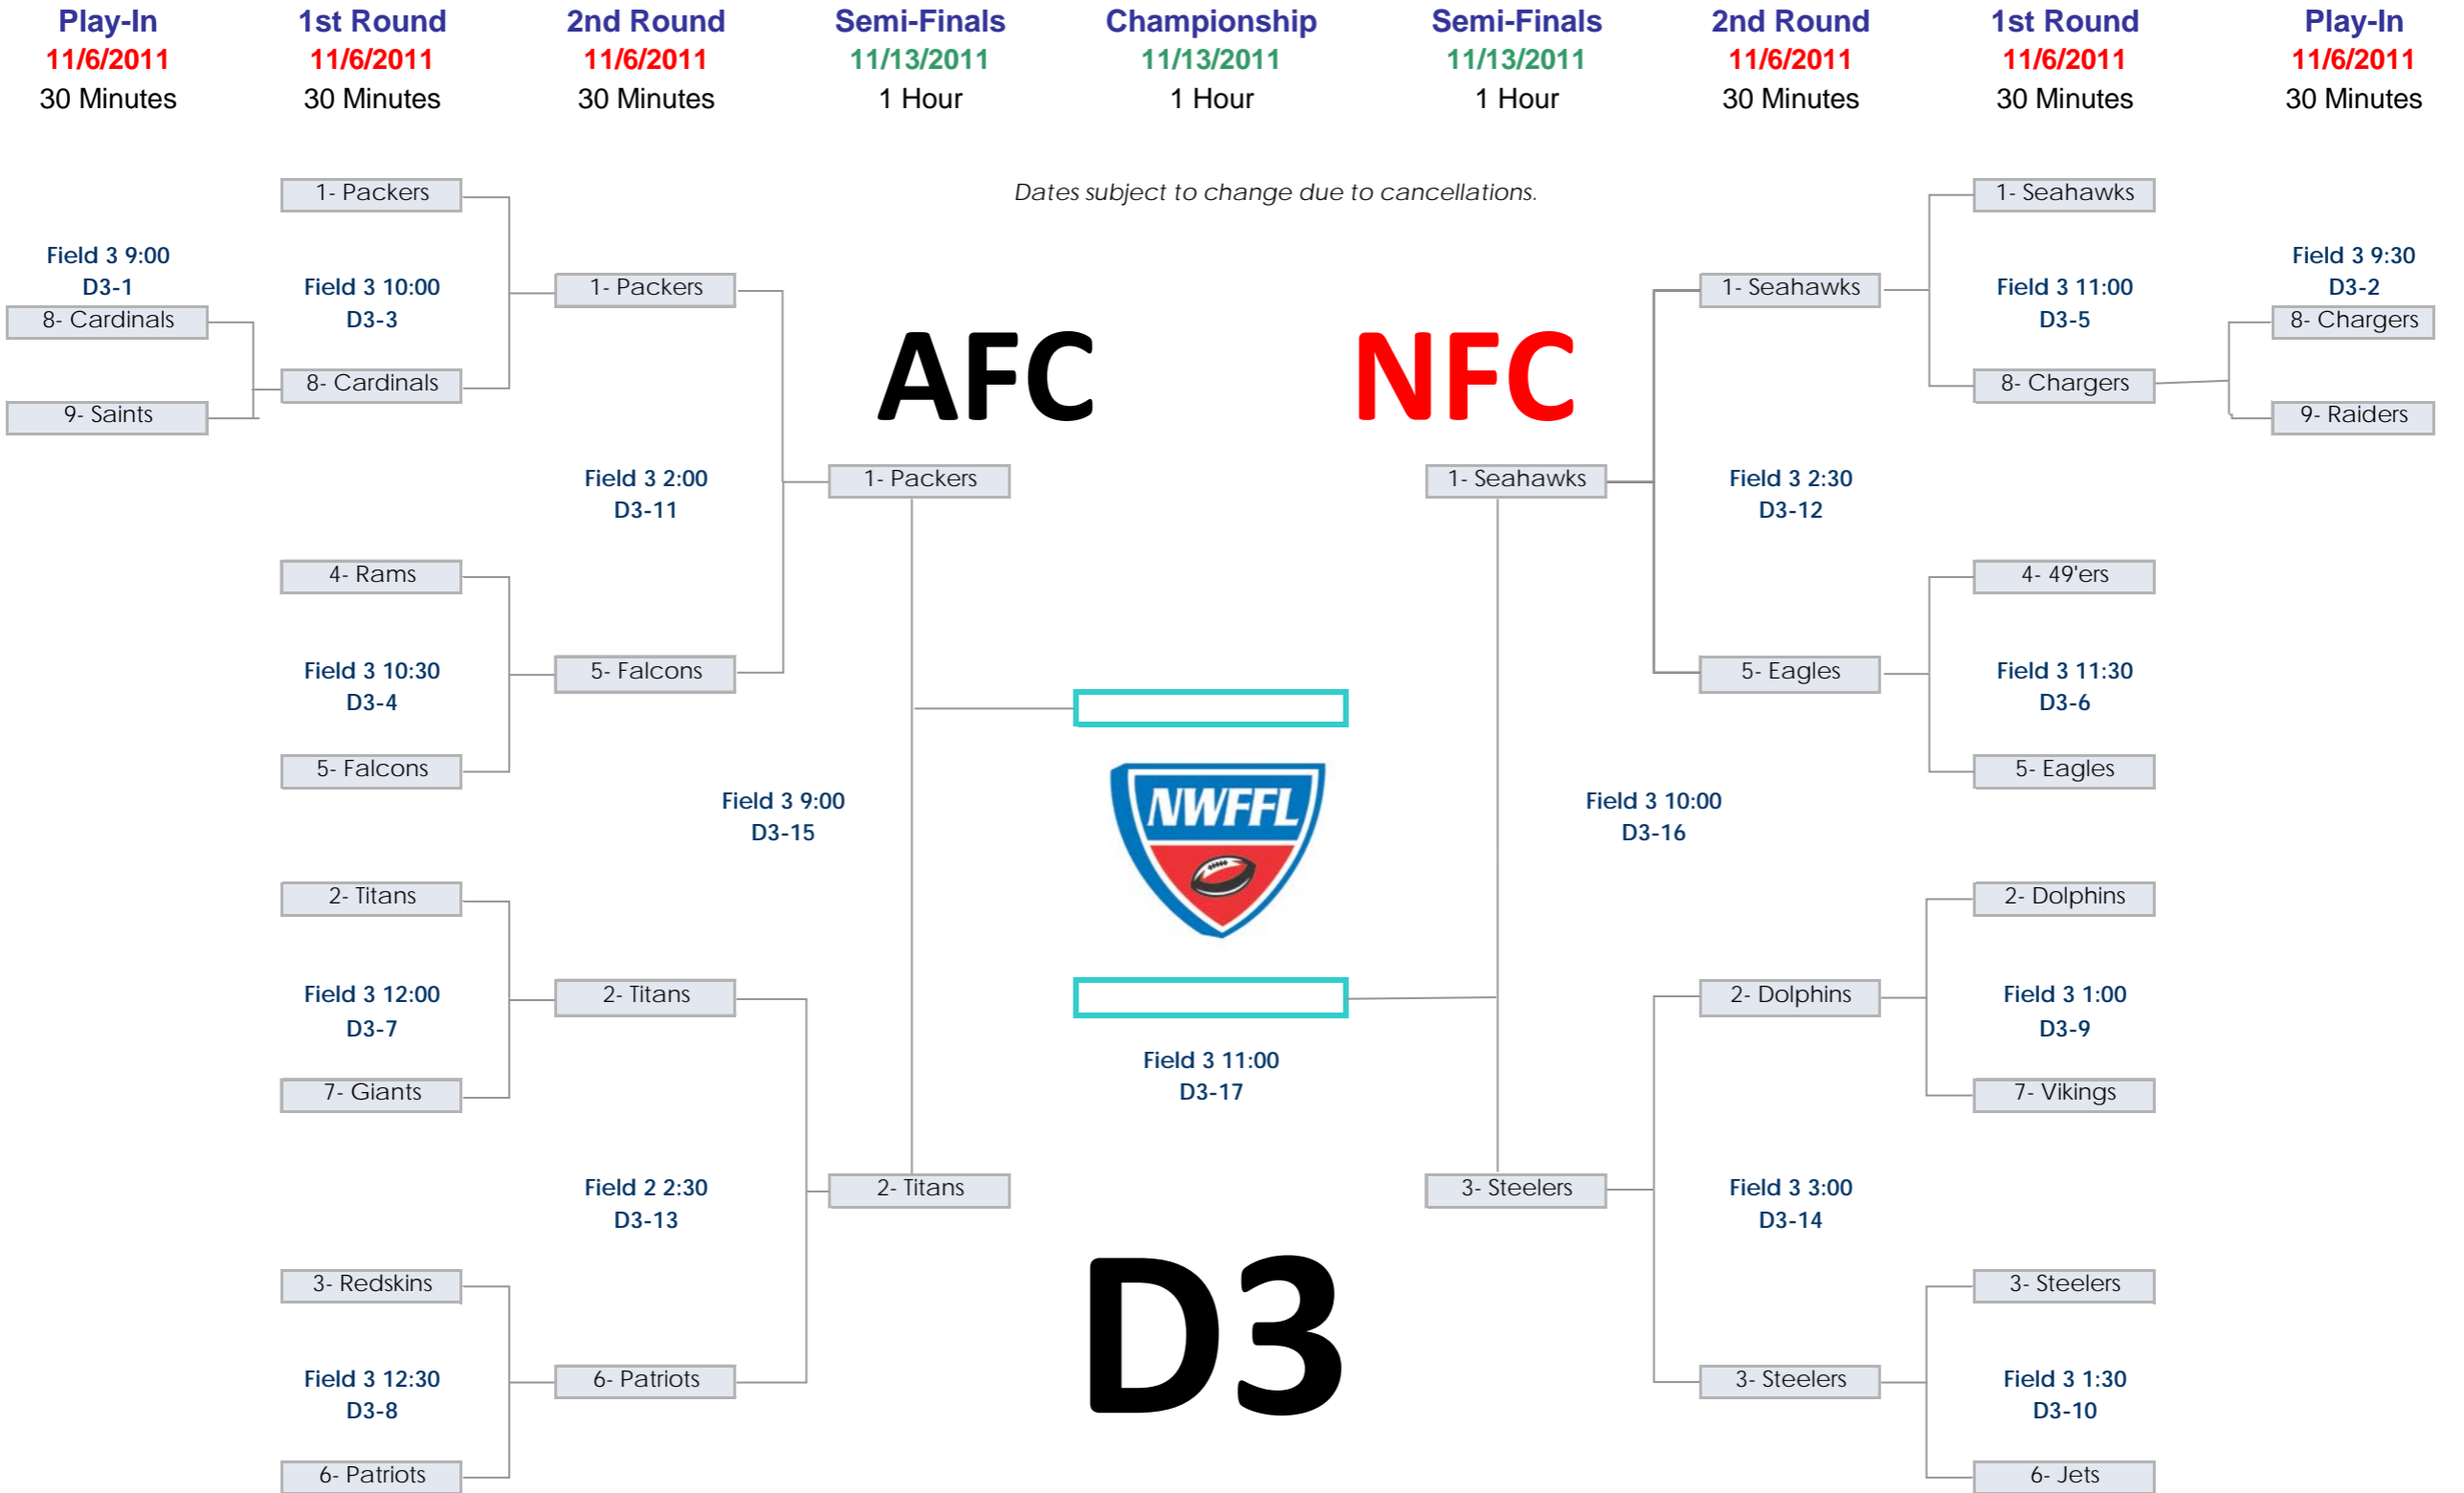 Play-In 1st Round 2nd Round Semi-Finals Championship Semi-Finals 2nd Round 1st Round Play-In
11/6/2011 11/6/2011 11/6/2011 11/13/2011 11/13/2011 11/13/2011 11/6/2011 11/6/2011 11/6/2011
30 Minutes 30 Minutes 30 Minutes 1 Hour 1 Hour 1 Hour 30 Minutes 30 Minutes 30 Minutes
1- Packers Dates subject to change due to cancellations. 1- Seahawks
Field 3 9:00 Field 3 9:30
D3-1 Field 3 10:00 1- Packers 1- Seahawks Field 3 11:00 D3-2
8- Cardinals D3-3 D3-5 8- Chargers
AFC NFC
8- Cardinals 8- Chargers
9- Saints 9- Raiders
Field 3 2:00 1- Packers 1- Seahawks Field 3 2:30
D3-11 D3-12
4- Rams 4- 49'ers
Field 3 10:30 5- Falcons 5- Eagles Field 3 11:30
D3-4 D3-6
5- Falcons 5- Eagles
Field 3 9:00 NWFFL Field 3 10:00
D3-15 D3-16
2- Titans 2- Dolphins
Field 3 12:00 2- Titans 2- Dolphins Field 3 1:00
D3-7 D3-9
Field 3 11:00
7- Giants D3-17 7- Vikings
Field 2 2:30 2- Titans 3- Steelers Field 3 3:00
D3-13 D3-14
3- Redskins 3- Steelers
D3
Field 3 12:30 6- Patriots 3- Steelers Field 3 1:30
D3-8 D3-10
6- Patriots 6- Jets